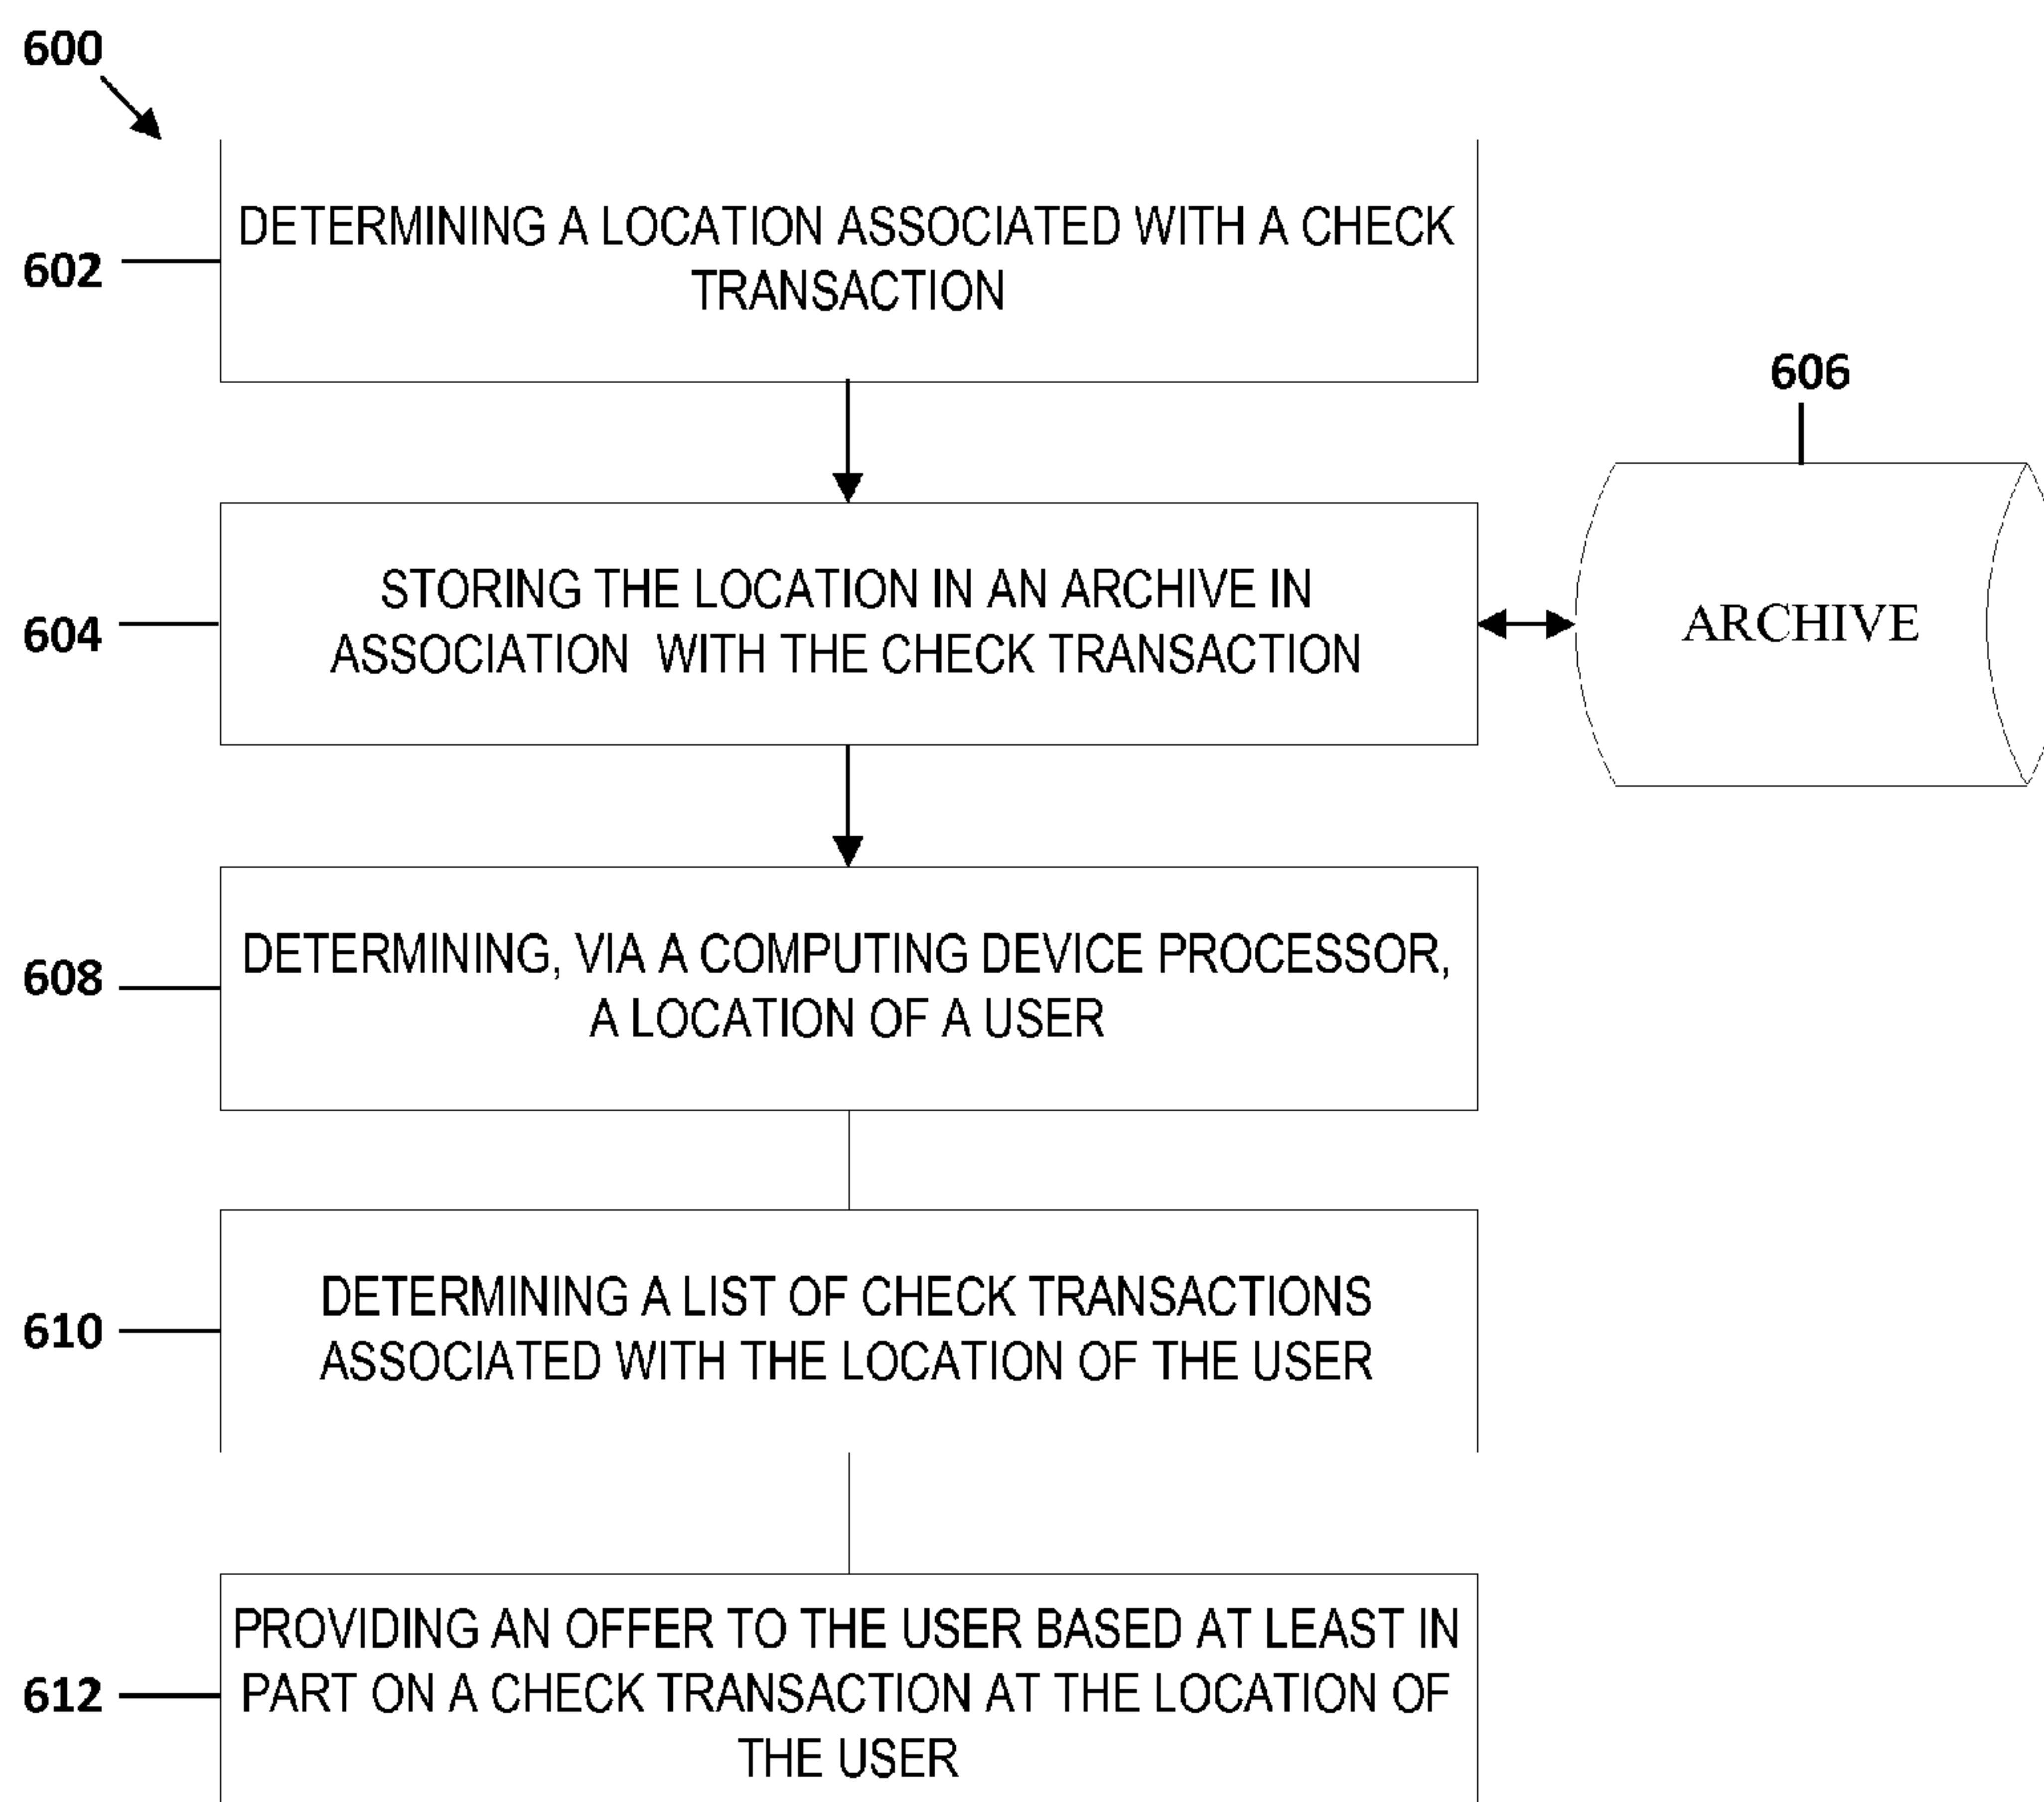 600
602
DETERMINING A LOCATION ASSOCIATED WITH A CHECK
TRANSACTION
606
604
STORING THE LOCATION IN AN ARCHIVE IN
ASSOCIATION WITH THE CHECK TRANSACTION
ARCHIVE
608
DETERMINING, VIA A COMPUTING DEVICE PROCESSOR,
A LOCATION OF A USER
610
DETERMINING A LIST OF CHECK TRANSACTIONS
ASSOCIATED WITH THE LOCATION OF THE USER
612
PROVIDING AN OFFER TO THE USER BASED AT LEAST IN
PART ON A CHECK TRANSACTION AT THE LOCATION OF
THE USER